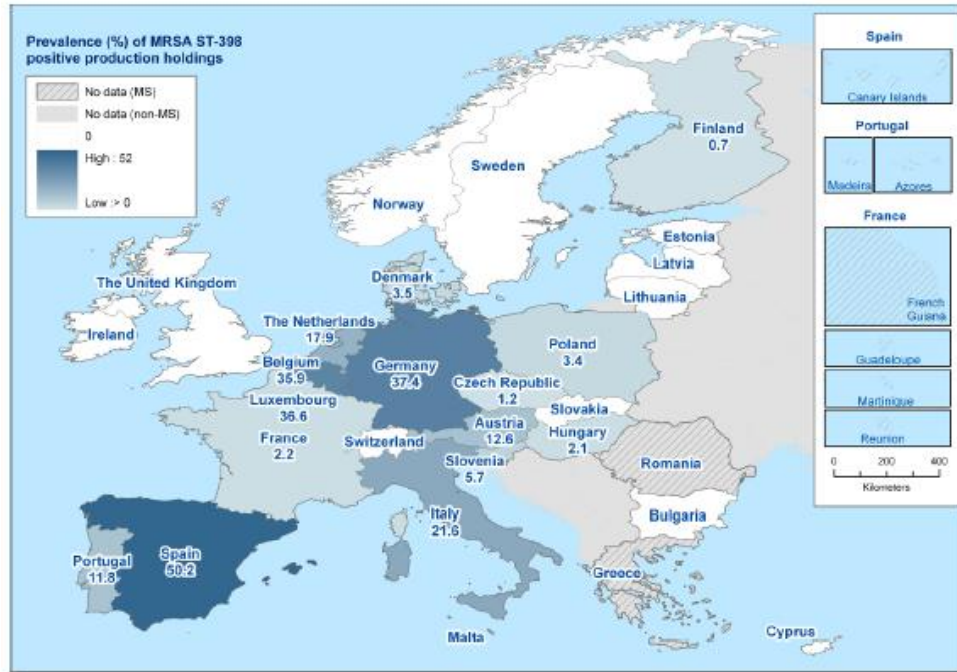 Prevalence (%) of MRSA ST-398
positive production holdings
No data (MS)
No data (non-MS)
0
High : 52
Low :> 0
Finland
0.7
Sweden
Norway
Estonia
Latvia
Lithuania
Denmark
3.5
The United Kingdom
Ireland
The Netherlands
17.9
Belgium
35.9
Luxembourg
36.6
Germany
37.4
Poland
3.4
Czech Republic
1.2
Slovakia
Austria
12.6
Hungary
2.1
France
2.2
Switzerland
Slovenia
5.7
Romania
Italy
21.6
Bulgaria
Portugal
11.8
Spain
50.2
Greece
Malta
Cyprus
Spain
Canary Islands
Portugal
Madeira
Azores
France
French
Guiana
Guadeloupe
Martinique
Reunion
0 200 400
Kilometers